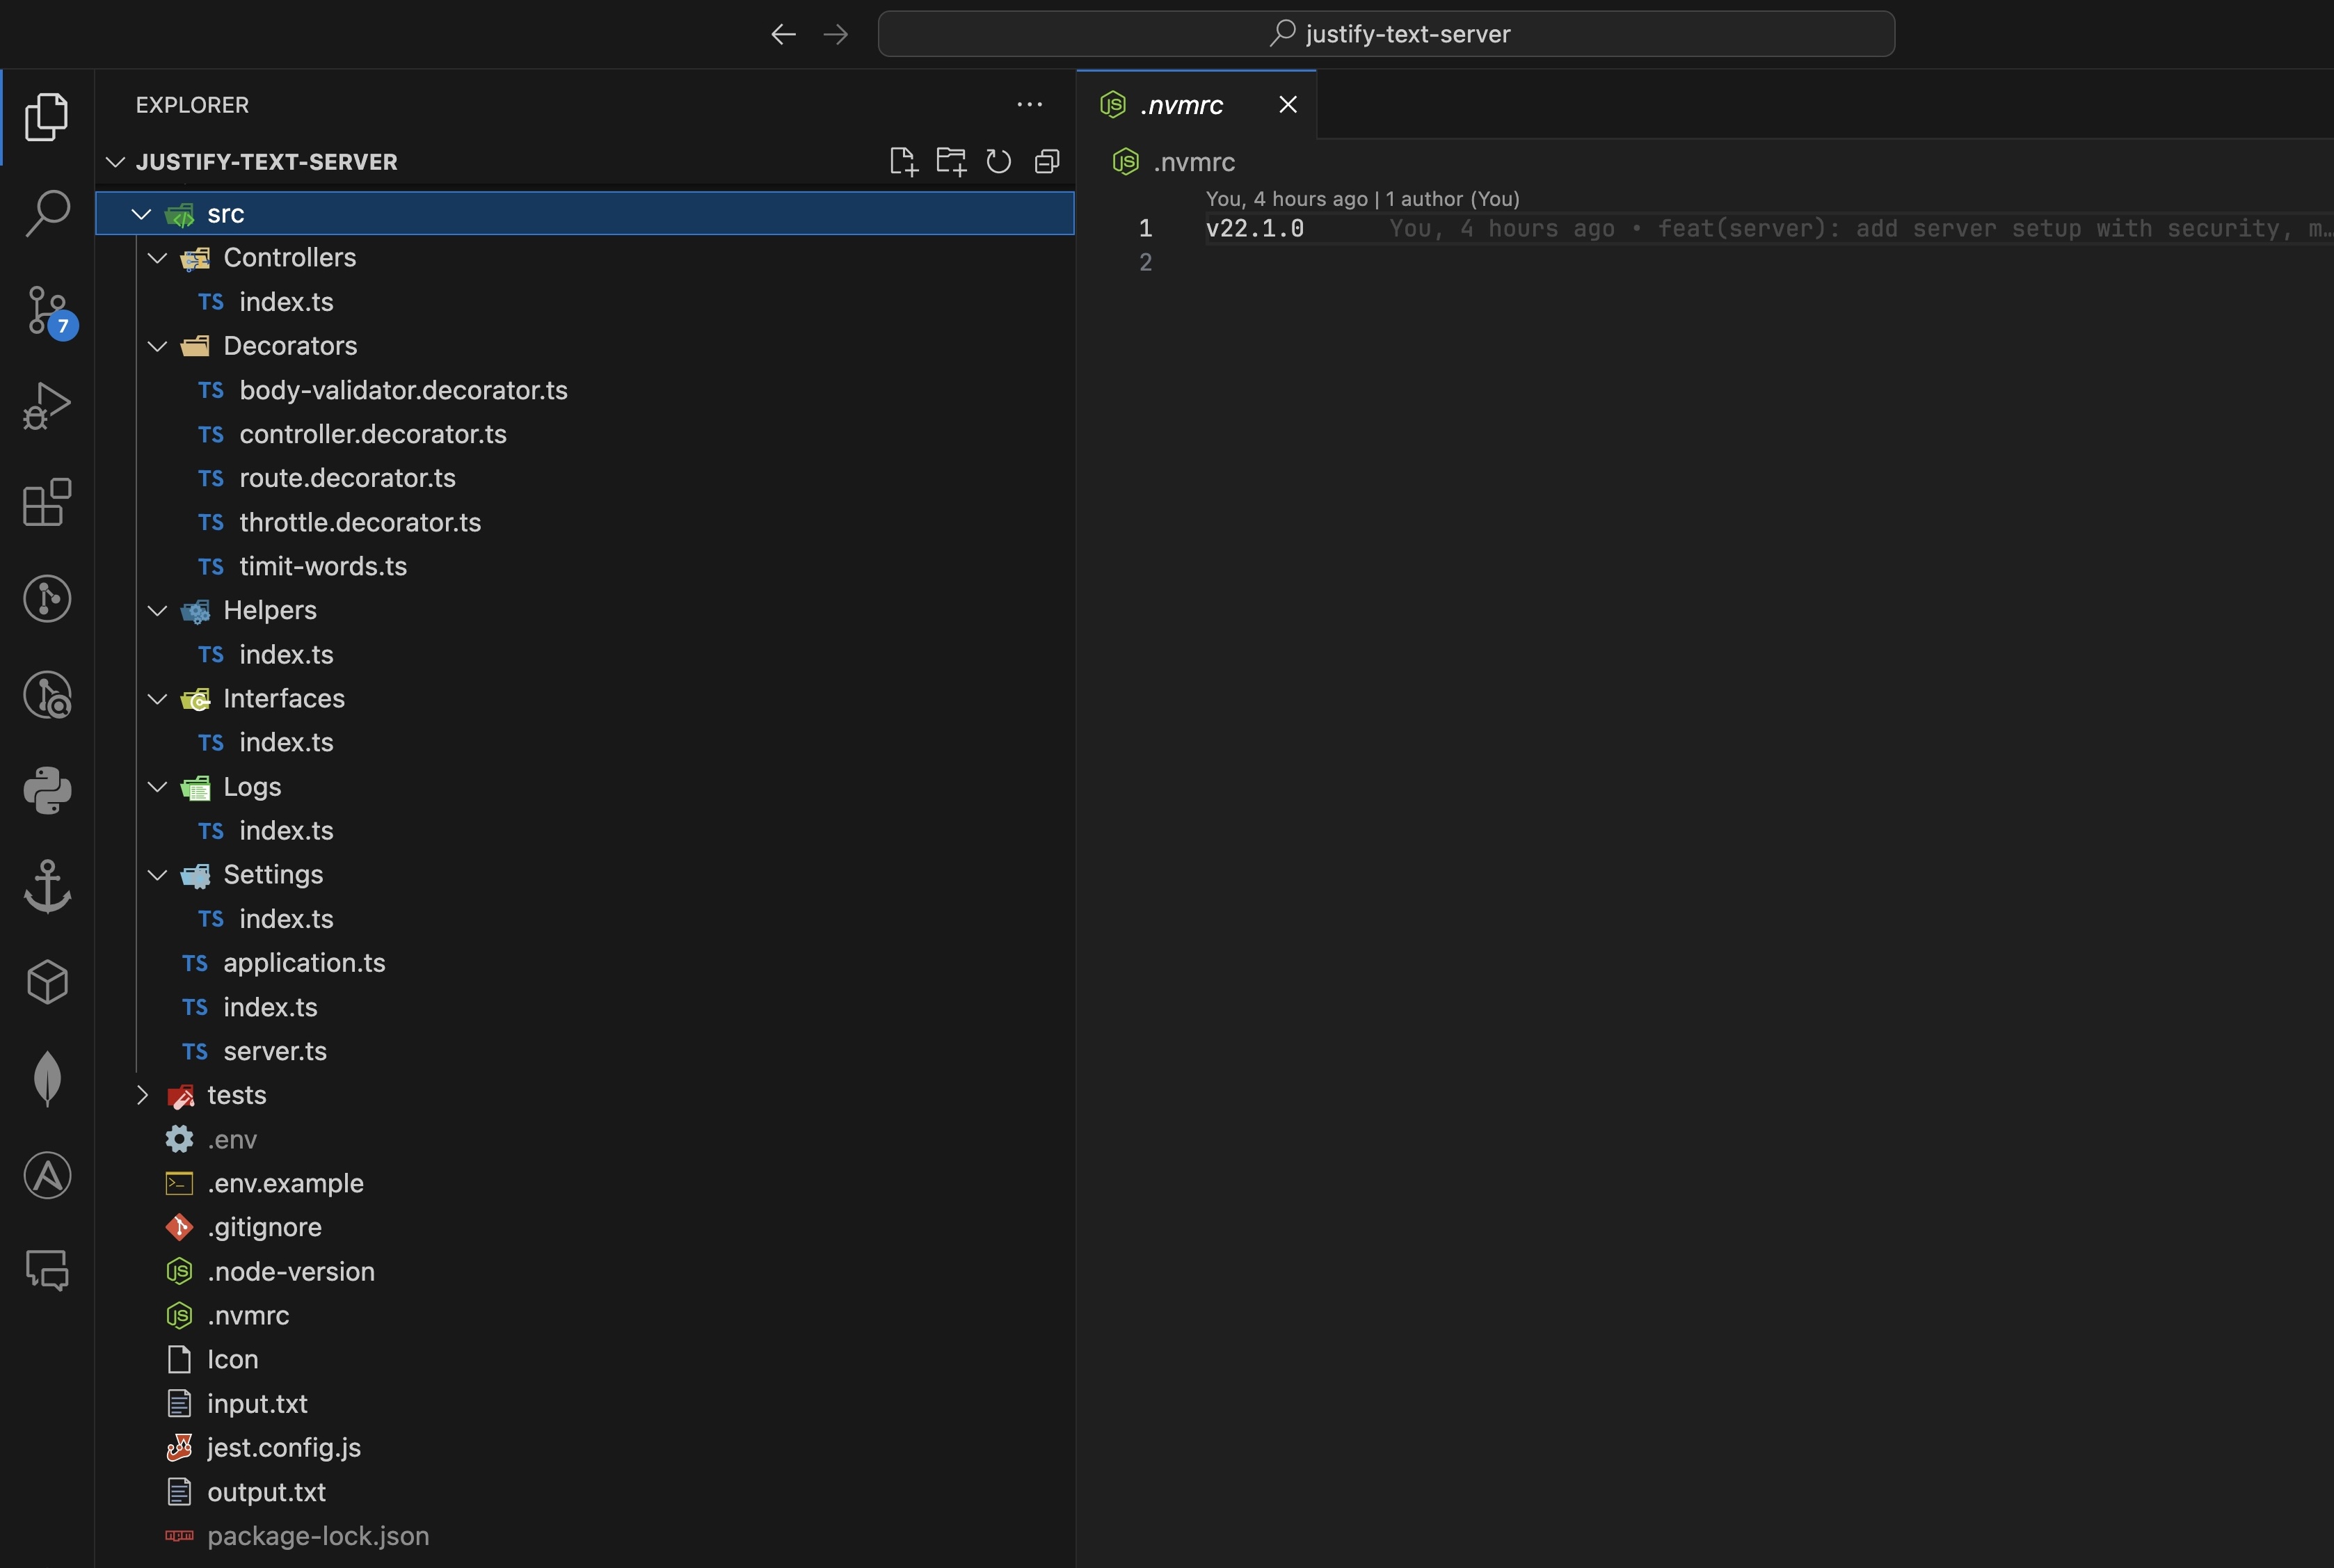 justify-text-server
EXPLORER
JUSTIFY-TEXT-SERVER
src
Controllers
TS index.ts
Decorators
TS body-validator.decorator.ts
TS controller.decorator.ts
TS route.decorator.ts
TS throttle.decorator.ts
TS timit-words.ts
Helpers
TS index.ts
Interfaces
TS index.ts
Logs
TS index.ts
Settings
TS index.ts
TS application.ts
TS index.ts
TS server.ts
tests
.env
.env.example
.gitignore
JS .node-version
JS .nvmrc
Icon
input.txt
jest.config.js
output.txt
npm package-lock.json
7
JS .nvmrc
JS .nvmrc
You, 4 hours ago | 1 author (You)
1 v22.1.0 You, 4 hours ago • feat(server): add server setup with security, m…
2